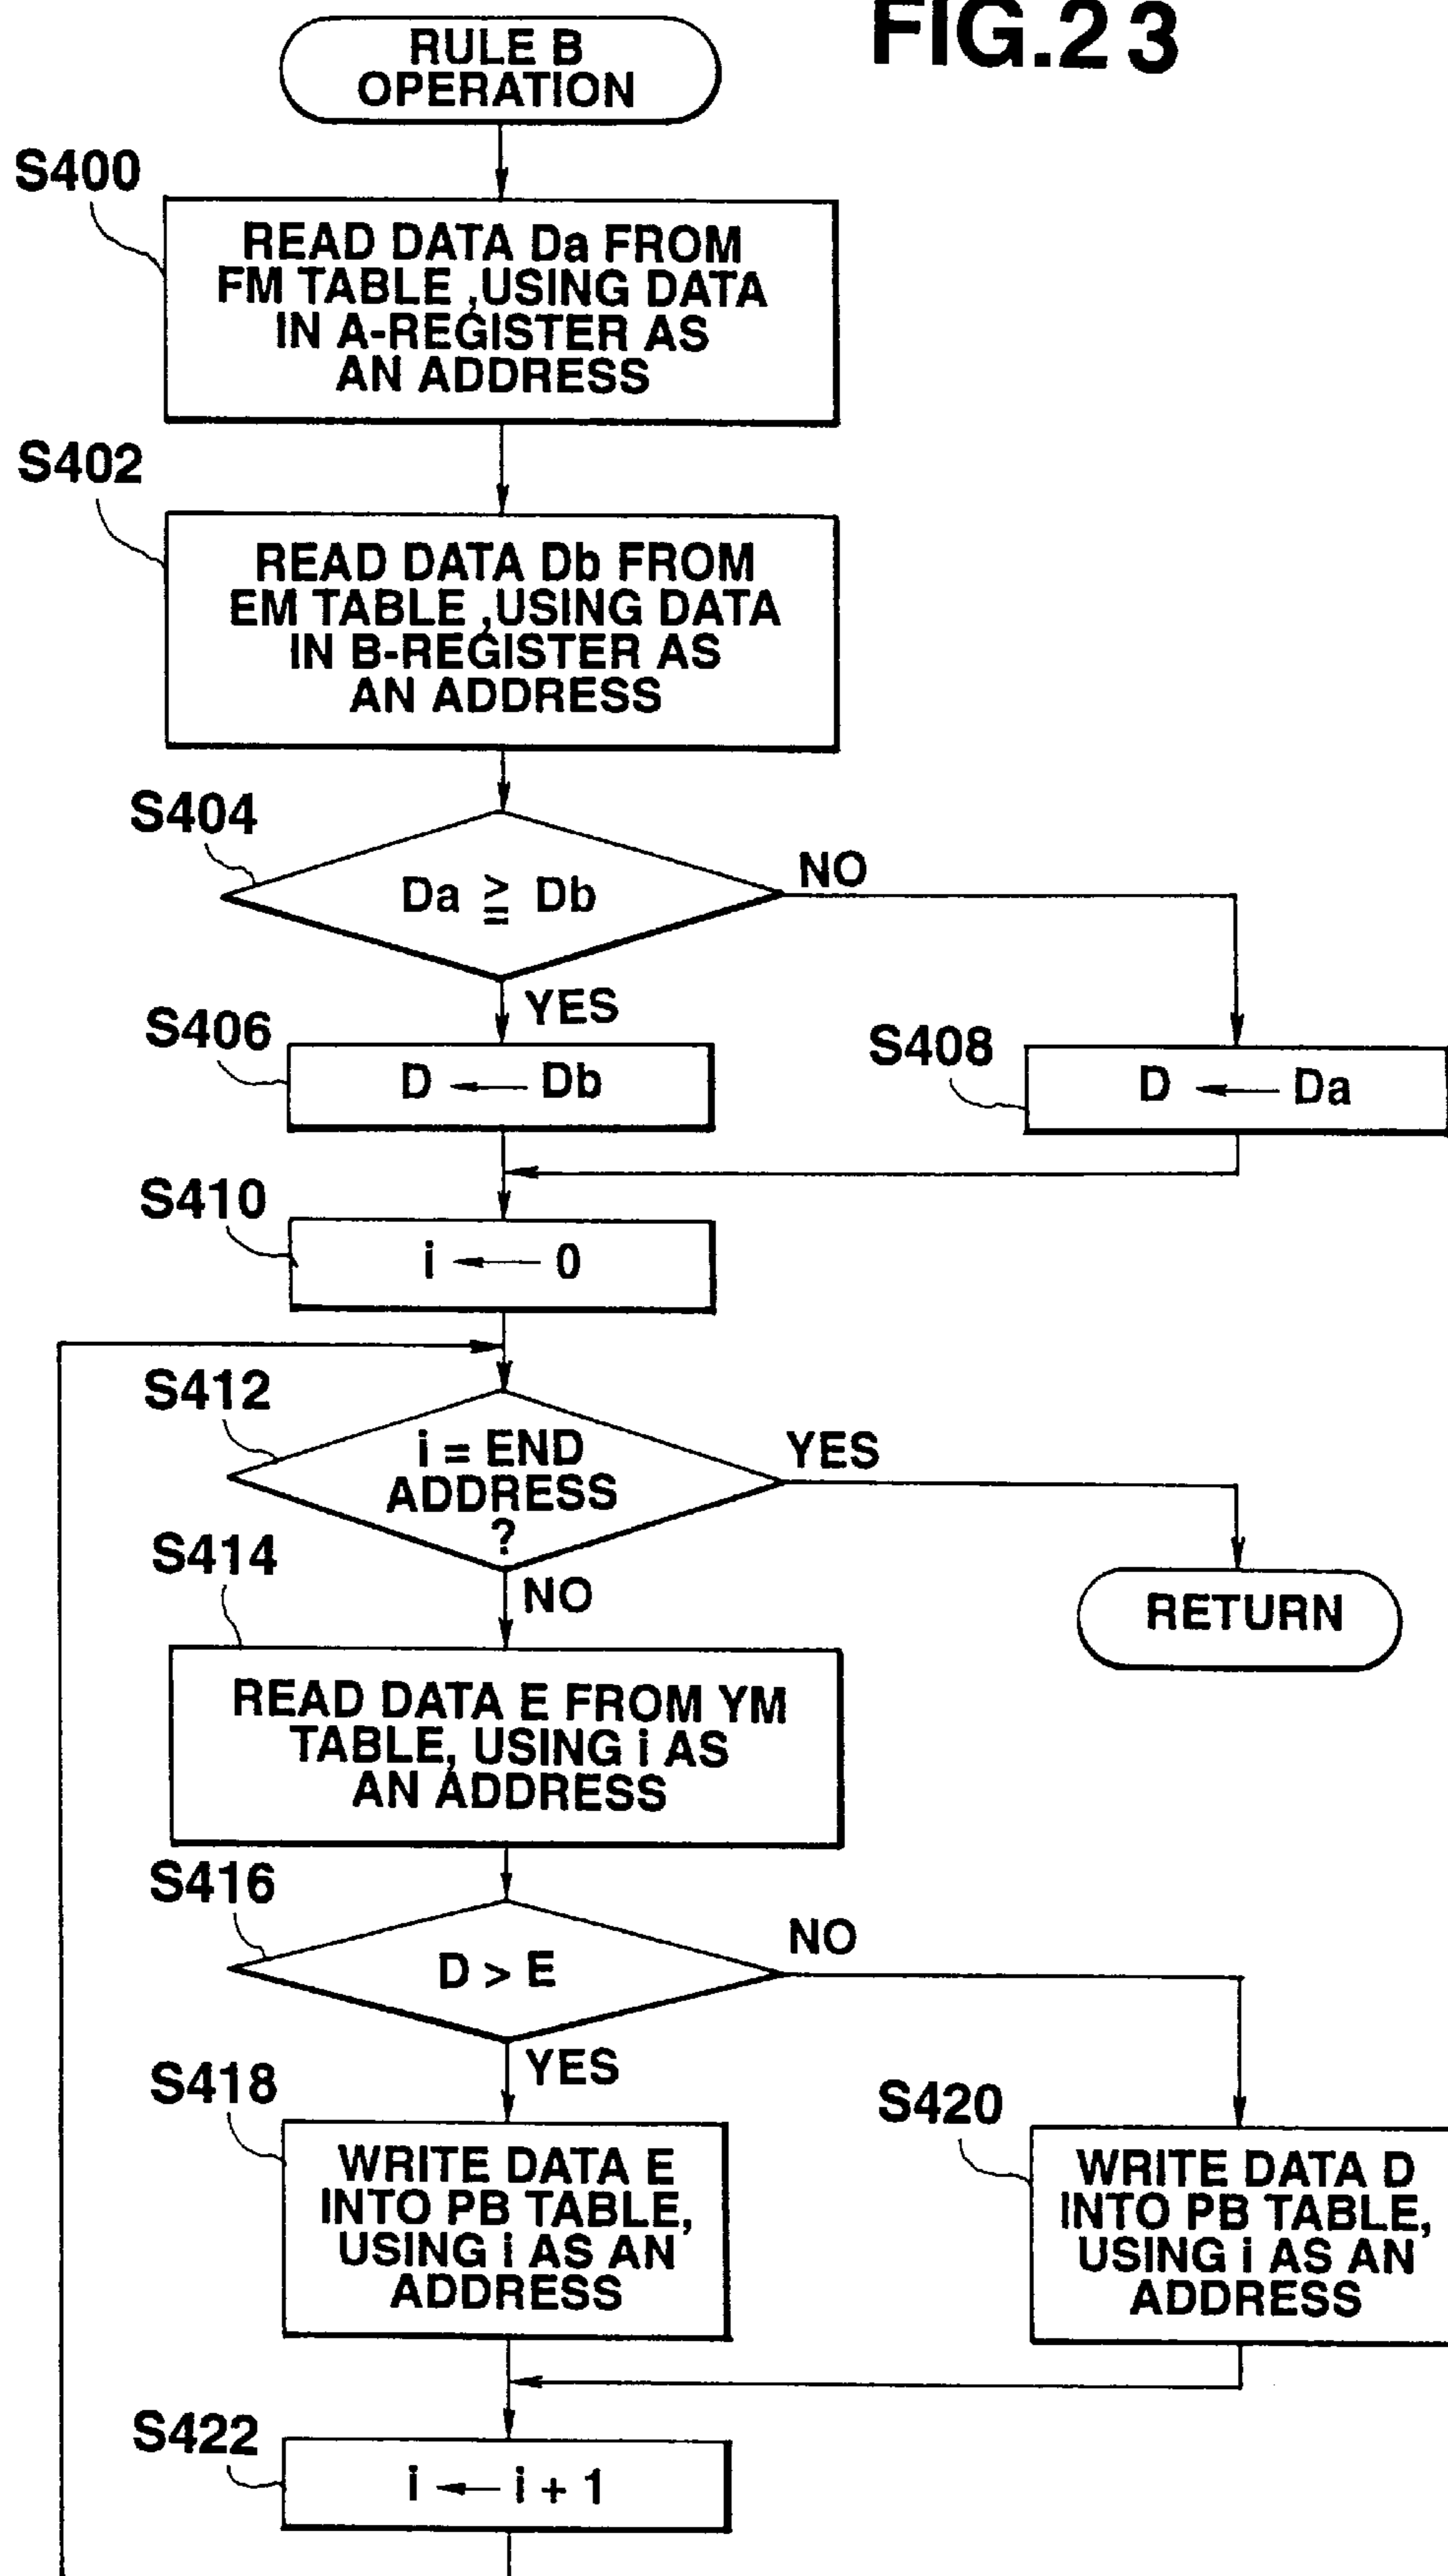 FIG.23
RULE B
OPERATION
S400
READ DATA Da FROM
FM TABLE ,USING DATA
IN A-REGISTER AS
AN ADDRESS
S402
READ DATA Db FROM
EM TABLE ,USING DATA
IN B-REGISTER AS
AN ADDRESS
S404
Da ≧ Db
NO
YES
S406
D ← Db
S408
D ← Da
S410
i ← 0
S412
i = END
ADDRESS
?
YES
NO
RETURN
S414
READ DATA E FROM YM
TABLE, USING i AS
AN ADDRESS
S416
D > E
NO
YES
S418
WRITE DATA E
INTO PB TABLE,
USING i AS AN
ADDRESS
S420
WRITE DATA D
INTO PB TABLE,
USING i AS AN
ADDRESS
S422
i ← i + 1